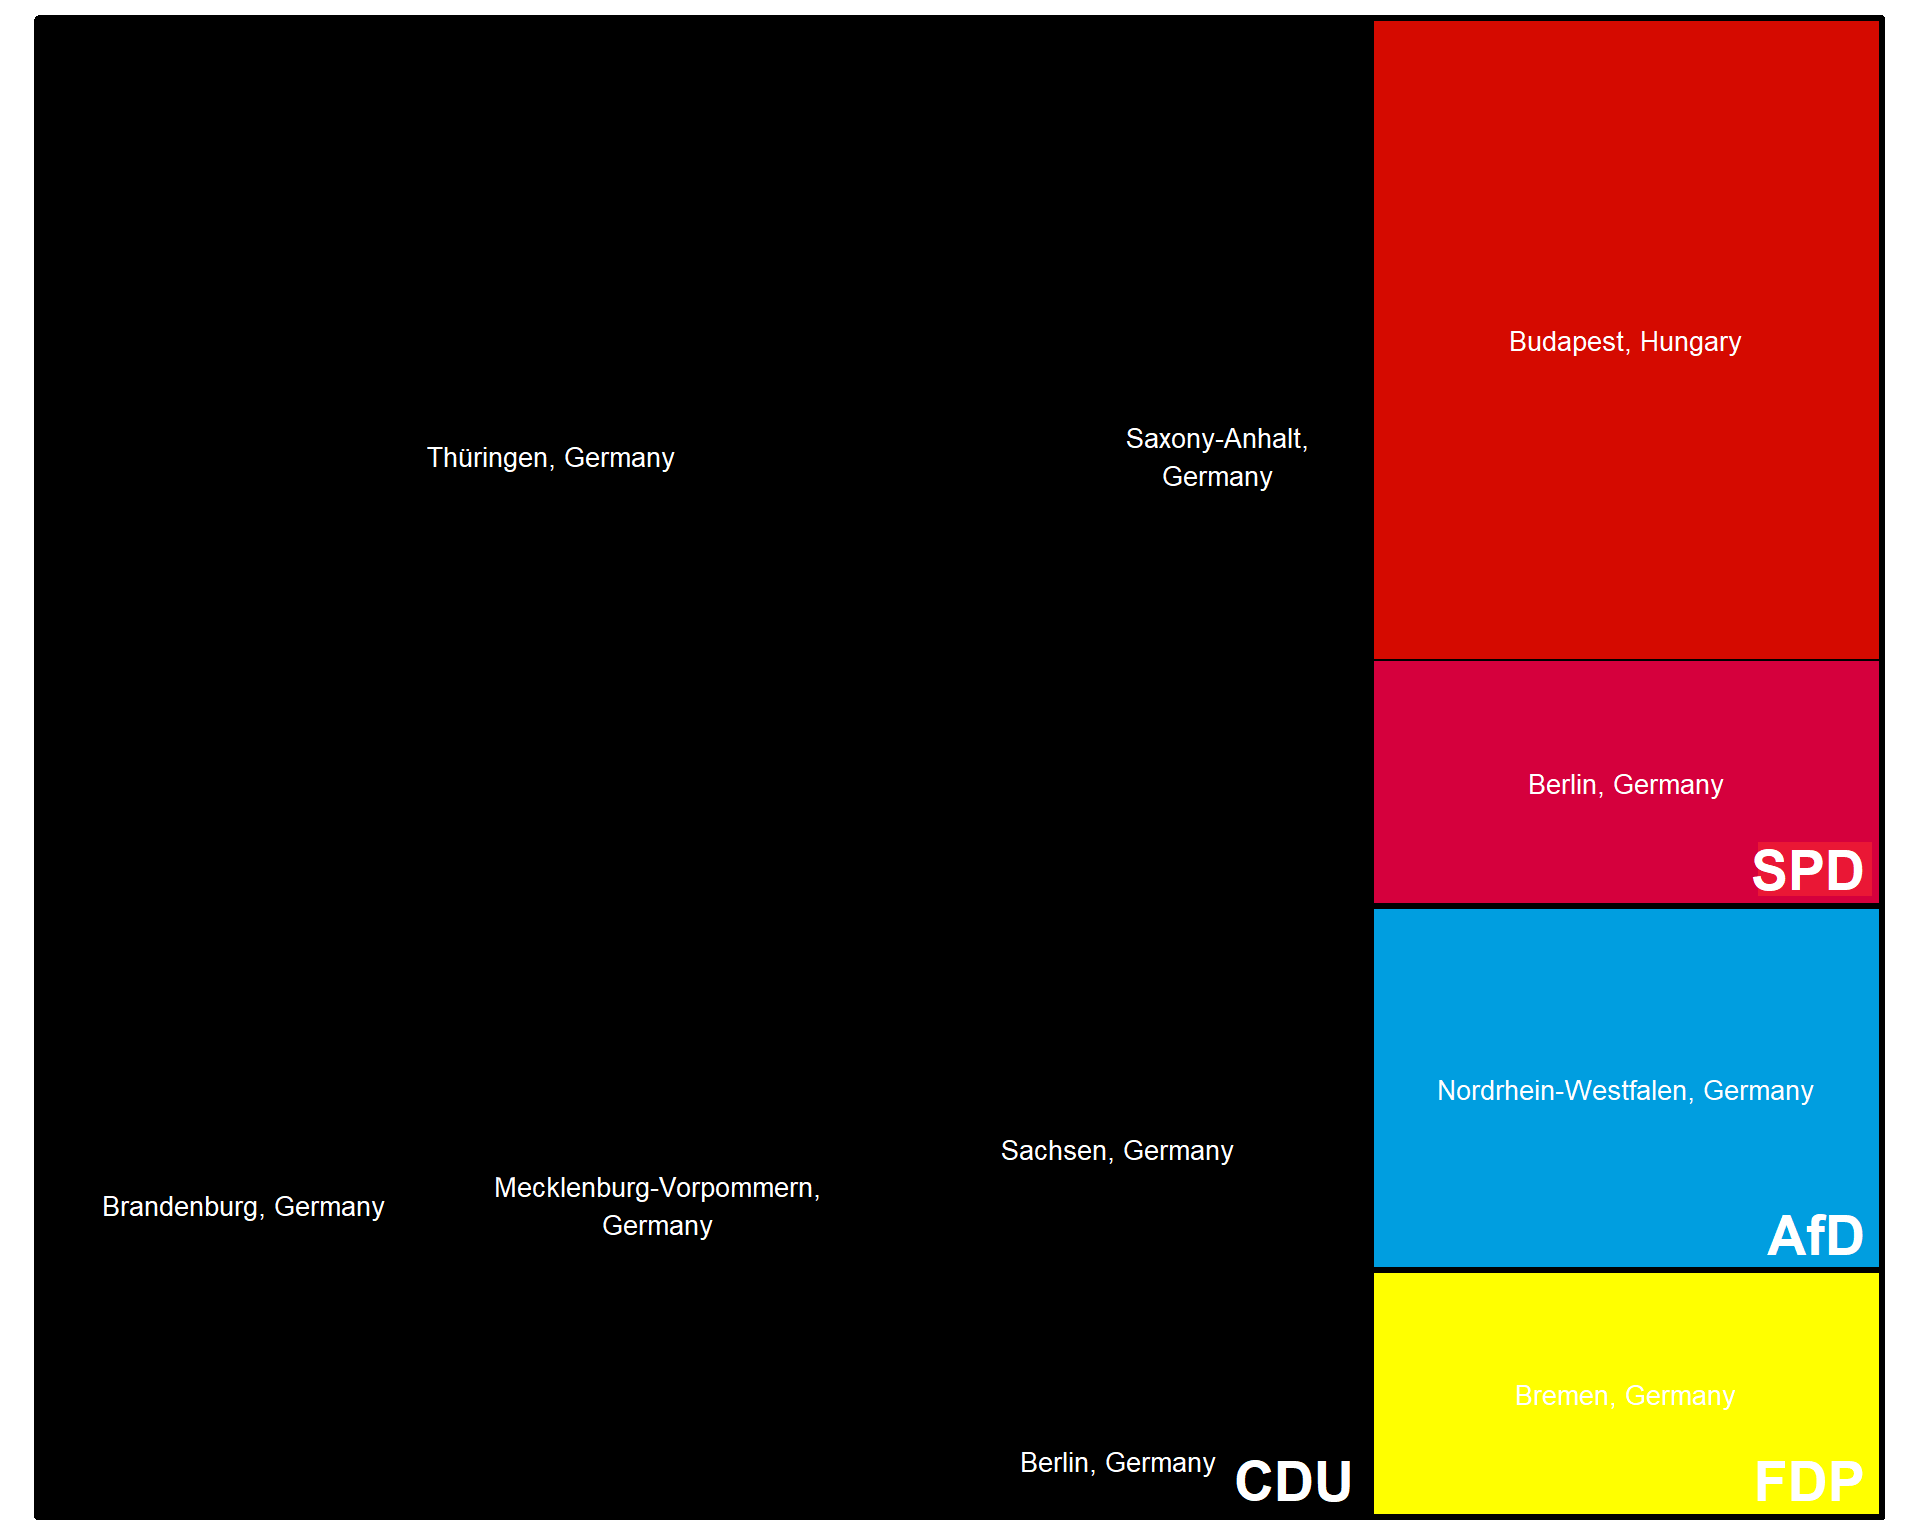 Thüringen, Germany
Saxony-Anhalt,
Germany
Brandenburg, Germany
Mecklenburg-Vorpommern,
Germany
Sachsen, Germany
Berlin, Germany
CDU
Budapest, Hungary
Berlin, Germany
SPD
Nordrhein-Westfalen, Germany
AfD
Bremen, Germany
FDP